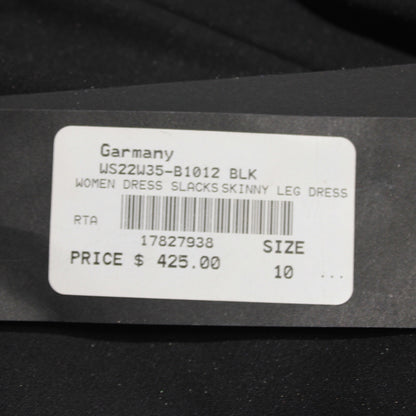 Garmany
WS22W35-B1012 BLK
WOMEN DRESS SLACKS SKINNY LEG DRESS
RTA
17827938
SIZE
PRICE $ 425.00
10 ...